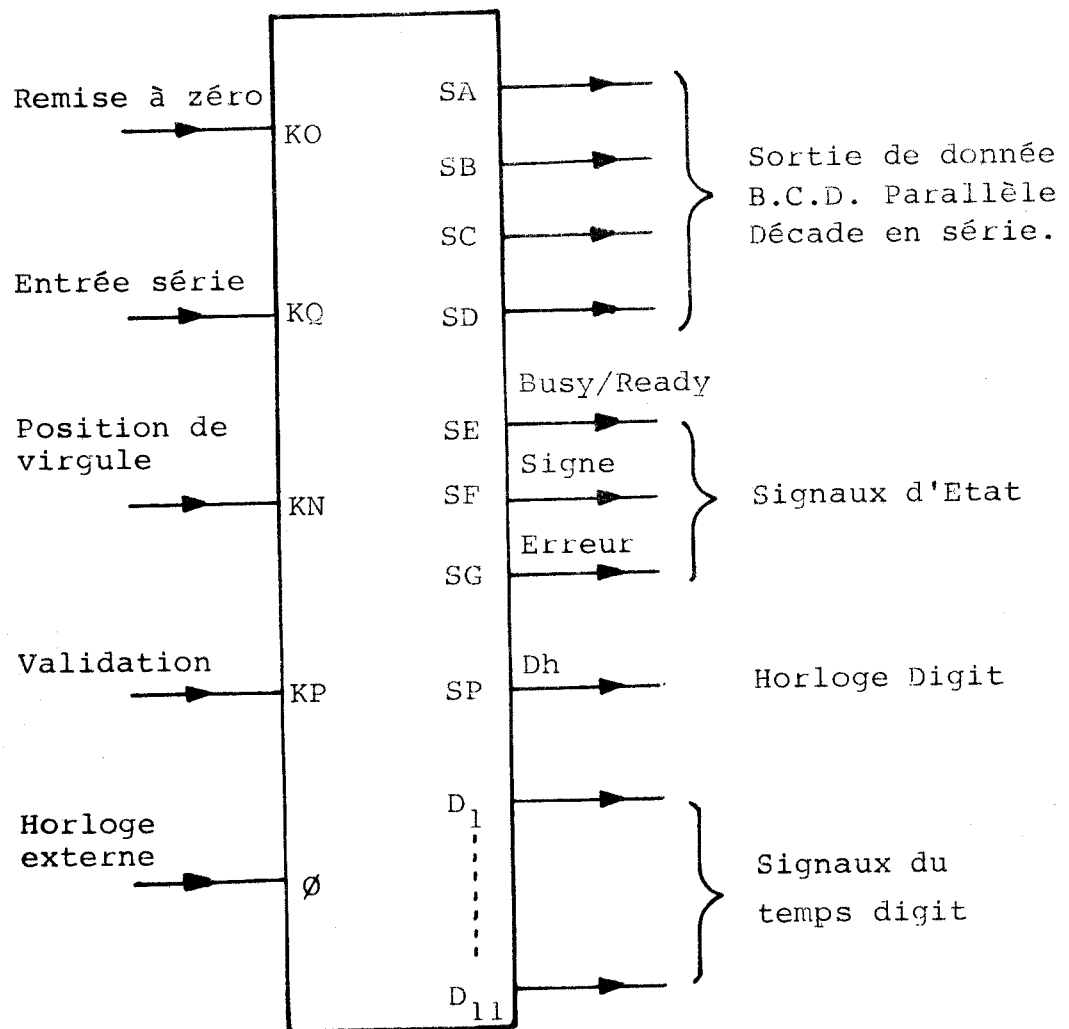 Remise à zéro
KO
Entrée série
KQ
Position de
virgule
KN
Validation
KP
Horloge
externe
Ø
SA
SB
SC
SD
Sortie de donnée
B.C.D. Parallèle
Décade en série.
Busy/Ready
SE
Signe
SF
Erreur
SG
Signaux d'Etat
Dh
SP
Horloge Digit
D1
D11
Signaux du
temps digit